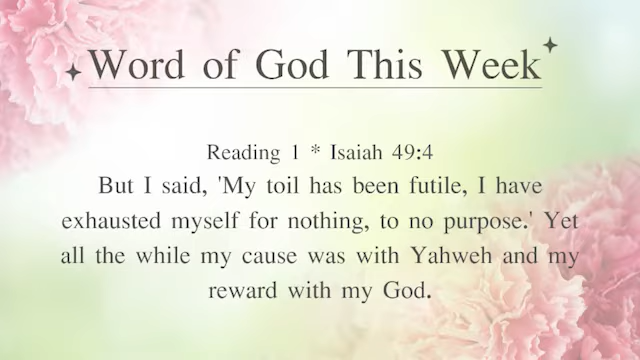 Word of God This Week
Reading 1 * Isaiah 49:4
But I said, 'My toil has been futile, I have
exhausted myself for nothing, to no purpose.' Yet
all the while my cause was with Yahweh and my
reward with my God.